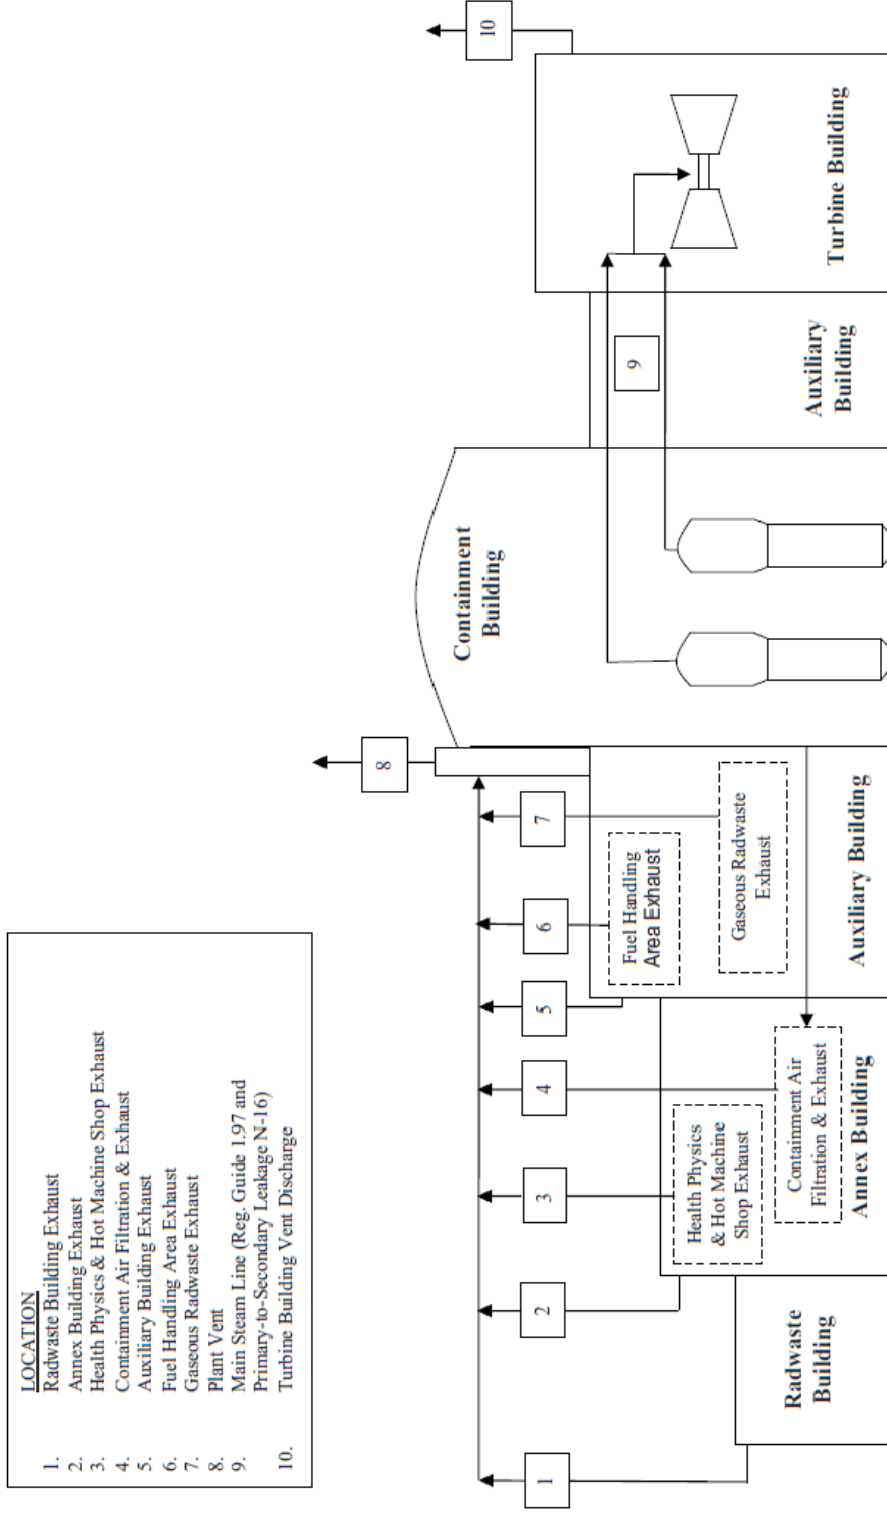 LOCATION
1. Radwaste Building Exhaust
2. Annex Building Exhaust
3. Health Physics & Hot Machine Shop Exhaust
4. Containment Air Filtration & Exhaust
5. Auxiliary Building Exhaust
6. Fuel Handling Area Exhaust
7. Gaseous Radwaste Exhaust
8. Plant Vent
9. Main Steam Line (Reg. Guide 1.97 and
Primary-to-Secondary Leakage N-16)
10. Turbine Building Vent Discharge
1
2
3
4
5
6
7
8
9
10
Radwaste
Building
Health Physics
& Hot Machine
Shop Exhaust
Containment Air
Filtration & Exhaust
Annex Building
Fuel Handling
Area Exhaust
Gaseous Radwaste
Exhaust
Auxiliary Building
Containment
Building
Auxiliary
Building
Turbine Building